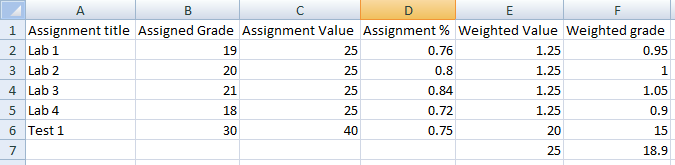 A B C D E F
1 Assignment title Assigned Grade Assignment Value Assignment % Weighted Value Weighted grade
2 Lab 1 19 25 0.76 1.25 0.95
3 Lab 2 20 25 0.8 1.25 1
4 Lab 3 21 25 0.84 1.25 1.05
5 Lab 4 18 25 0.72 1.25 0.9
6 Test 1 30 40 0.75 20 15
7 25 18.9